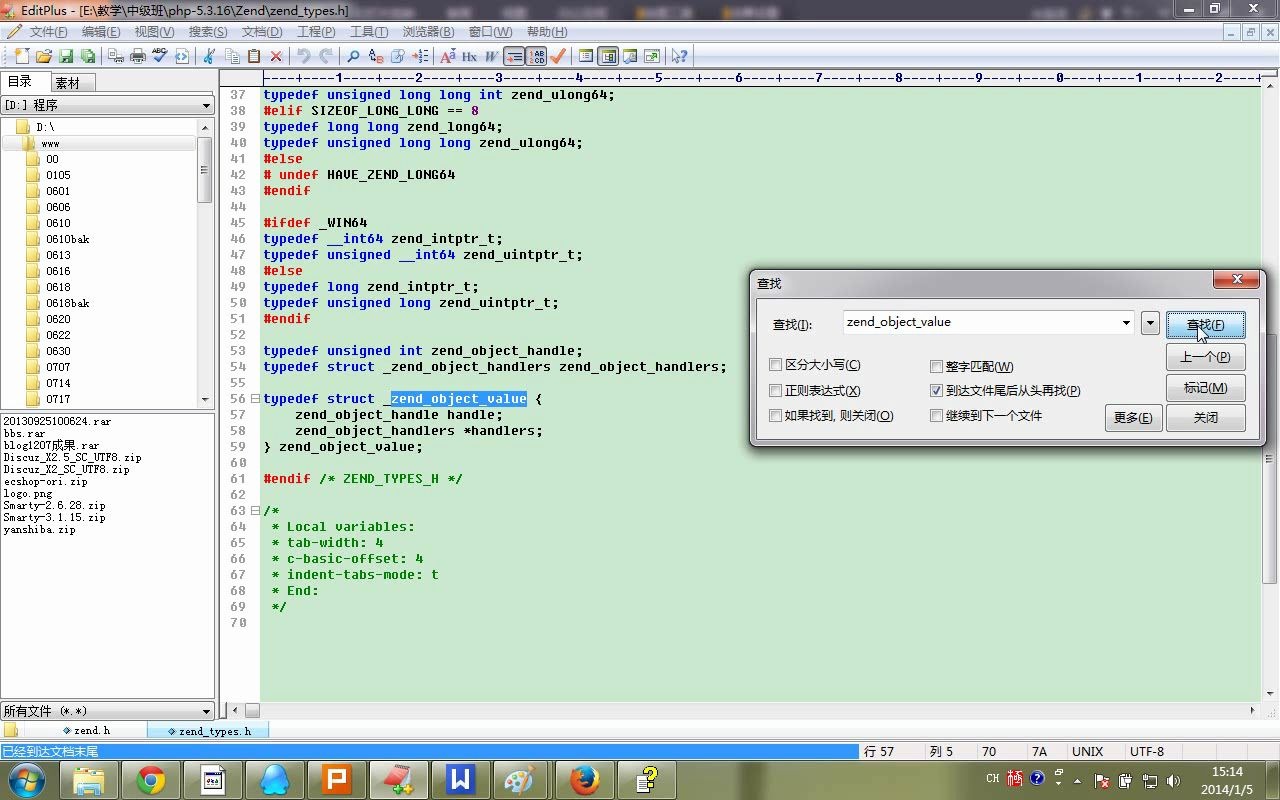 EditPlus - [E:\教学\中级班\php-5.3.16\Zend\zend_types.h]
文件(F) 编辑(E) 视图(V) 搜索(S) 文档(D) 工程(P) 工具(T) 浏览器(B) 窗口(W) 帮助(H)
目录 素材
[D:] 程序
D:\
www
00
0105
0601
0606
0610
0610bak
0613
0616
0618
0618bak
0620
0622
0630
0707
0714
0717
20130925100624.rar
bbs.rar
blog1207成果.rar
Discuz_X2.5_SC_UTF8.zip
Discuz_X2_SC_UTF8.zip
ecshop-ori.zip
logo.png
Smarty-2.6.28.zip
Smarty-3.1.15.zip
yanshiba.zip
所有文件 (*.*)
----+----1----+----2----+----3----+----4----+----5----+----6----+----7----+----8----+----9----+----0----+----1----+----2--
37 typedef unsigned long long int zend_ulong64;
38 #elif SIZEOF_LONG_LONG == 8
39 typedef long long zend_long64;
40 typedef unsigned long long zend_ulong64;
41 #else
42 # undef HAVE_ZEND_LONG64
43 #endif
44
45 #ifdef _WIN64
46 typedef __int64 zend_intptr_t;
47 typedef unsigned __int64 zend_uintptr_t;
48 #else
49 typedef long zend_intptr_t;
50 typedef unsigned long zend_uintptr_t;
51 #endif
52
53 typedef unsigned int zend_object_handle;
54 typedef struct _zend_object_handlers zend_object_handlers;
55
56 typedef struct _zend_object_value {
57 zend_object_handle handle;
58 zend_object_handlers *handlers;
59 } zend_object_value;
60
61 #endif /* ZEND_TYPES_H */
62
63 /*
64 * Local variables:
65 * tab-width: 4
66 * c-basic-offset: 4
67 * indent-tabs-mode: t
68 * End:
69 */
70
查找
查找(I): zend_object_value 查找(F)
区分大小写(C) 整字匹配(W) 上一个(P)
正则表达式(X) 到达文件尾后从头再找(P) 标记(M)
如果找到, 则关闭(O) 继续到下一个文件 更多(E) 关闭
zend.h zend_types.h
已经到达文档末尾 行 57 列 5 70 7A UNIX UTF-8
CH 15:14
2014/1/5